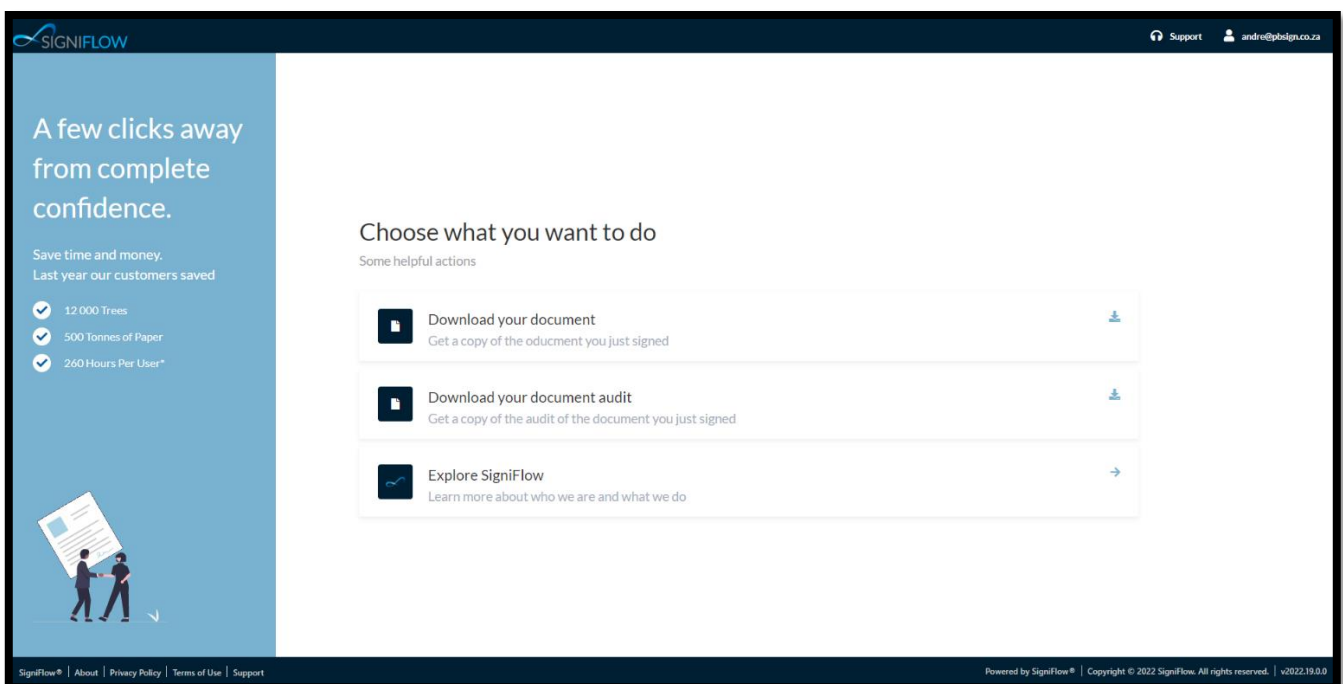 SIGNIFLOW
Support
andre@pbsign.co.za
A few clicks away
from complete
confidence.
Save time and money.
Last year our customers saved
12 000 Trees
500 Tonnes of Paper
260 Hours Per User*
Choose what you want to do
Some helpful actions
Download your document
Get a copy of the oducment you just signed
Download your document audit
Get a copy of the audit of the document you just signed
Explore SigniFlow
Learn more about who we are and what we do
SigniFlow® | About | Privacy Policy | Terms of Use | Support
Powered by SigniFlow® | Copyright © 2022 SigniFlow. All rights reserved. | v2022.19.0.0